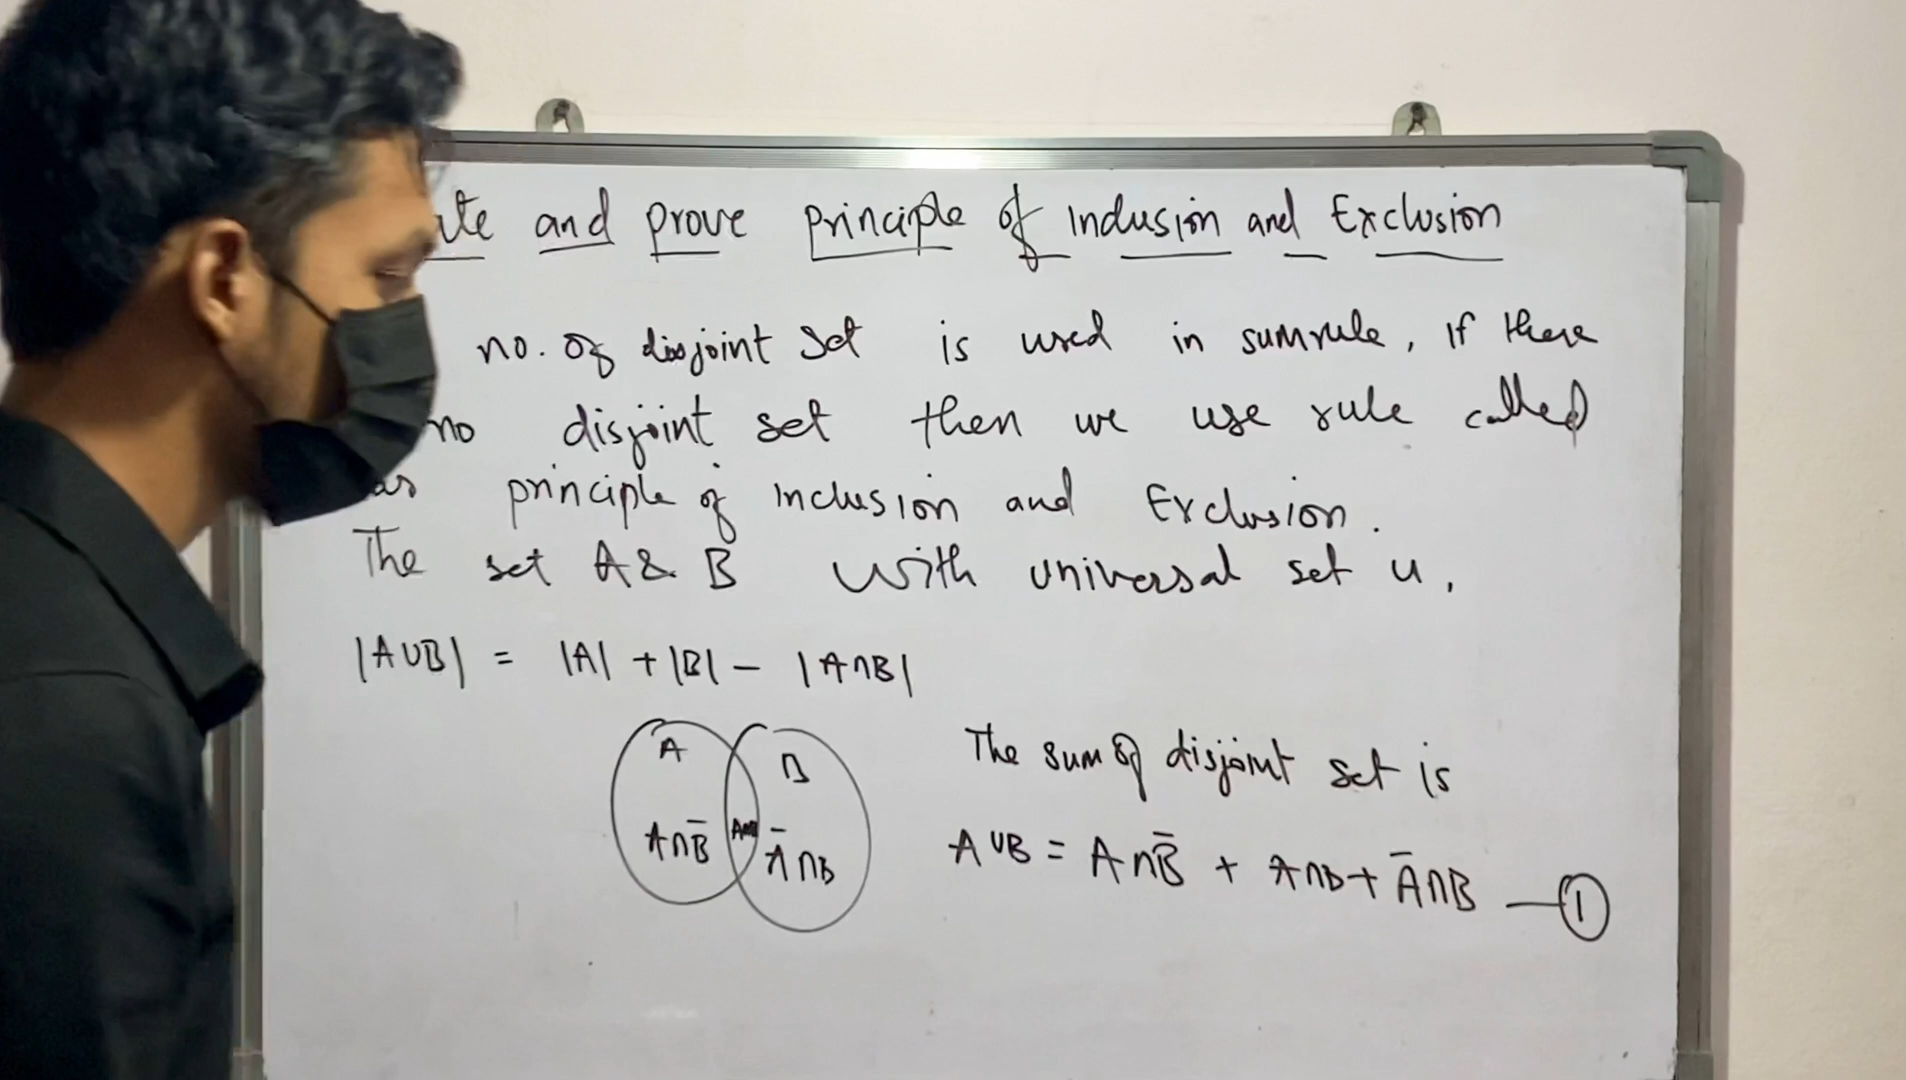 ate and prove principle of Inclusion and Exclusion
no. of disjoint set is used in sumrule, if there
no disjoint set then we use rule called
as principle of inclusion and Exclusion.
The set A & B with universal set u.
|A∪B| = |A| + |B| - |A∩B|
A
B
A∩B̅
A̅∩B
The sum of disjoint set is
A∪B = A∩B̅ + A∩B + A̅∩B — ①